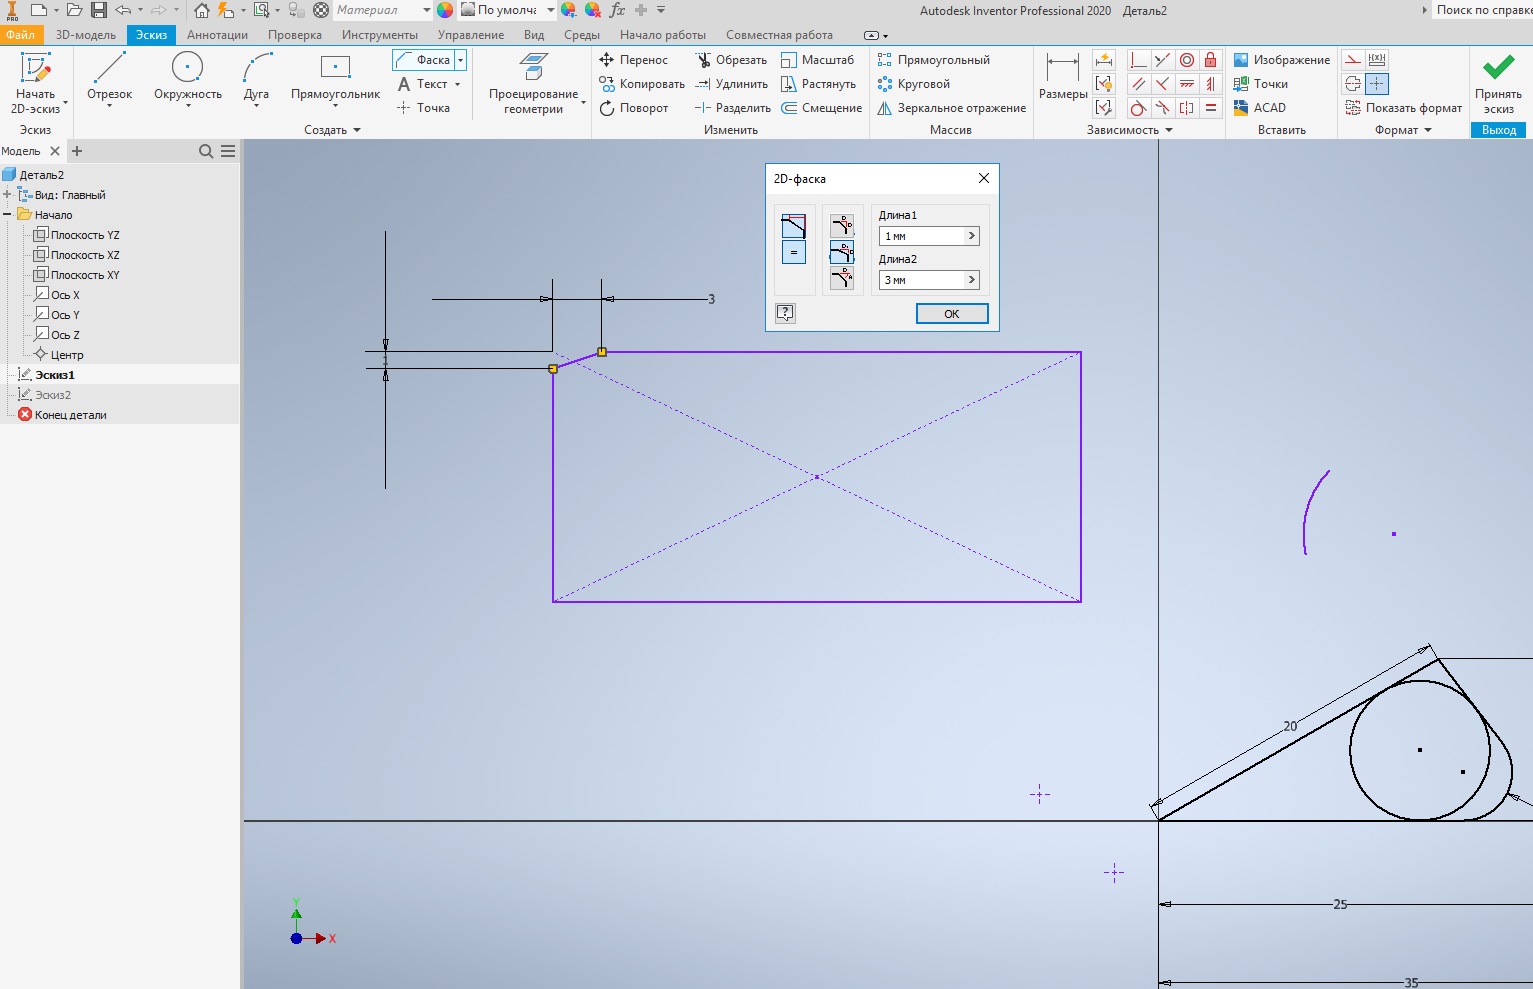 PRO
Материал
По умолча
fx
Autodesk Inventor Professional 2020 Деталь2
Поиск по справке
Файл 3D-модель Эскиз Аннотации Проверка Инструменты Управление Вид Среды Начало работы Совместная работа
Начать 2D-эскиз
Эскиз
Отрезок
Окружность
Дуга
Прямоугольник
Фаска
Текст
Точка
Создать
Проецирование геометрии
Перенос
Копировать
Поворот
Обрезать
Удлинить
Разделить
Масштаб
Растянуть
Смещение
Изменить
Прямоугольный
Круговой
Зеркальное отражение
Массив
Размеры
Зависимость
Изображение
Точки
ACAD
Вставить
Показать формат
Формат
Принять эскиз
Выход
Модель
Деталь2
Вид: Главный
Начало
Плоскость YZ
Плоскость XZ
Плоскость XY
Ось X
Ось Y
Ось Z
Центр
Эскиз1
Эскиз2
Конец детали
2D-фаска
Длина1
1 мм
Длина2
3 мм
=
?
OK
3
1
20
25
35
Y
X